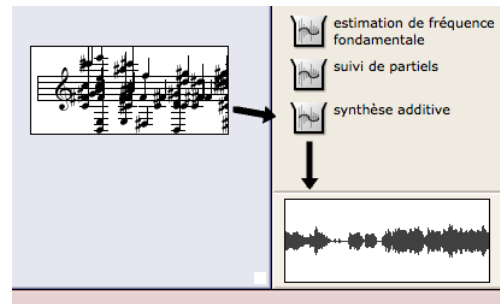 estimation de fréquence
fondamentale
suivi de partiels
synthèse additive